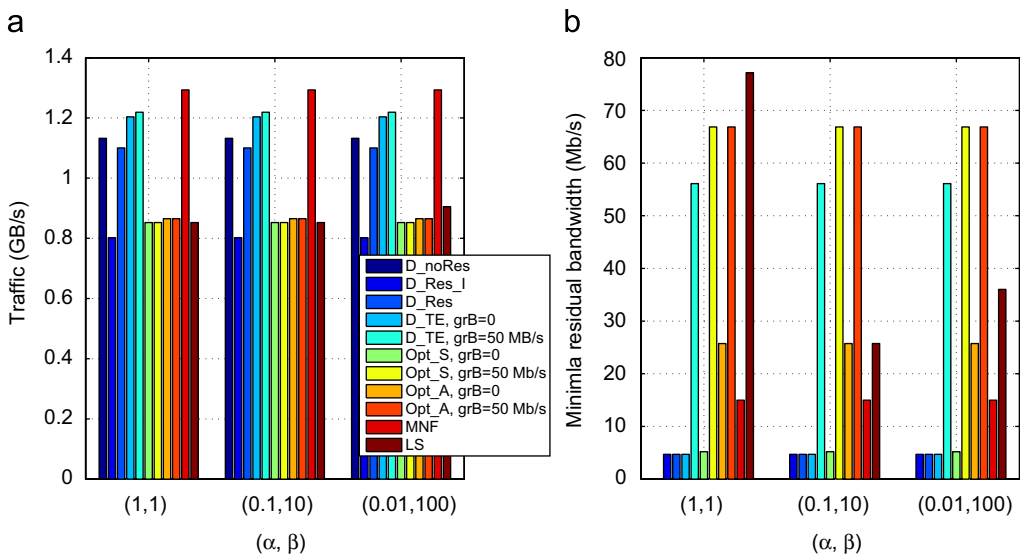 a
1.4
1.2
1
0.8
0.6
0.4
0.2
0
Traffic (GB/s)
(1,1)
(0.1,10)
(0.01,100)
(α, β)
D_noRes
D_Res_I
D_Res
D_TE, grB=0
D_TE, grB=50 MB/s
Opt_S, grB=0
Opt_S, grB=50 Mb/s
Opt_A, grB=0
Opt_A, grB=50 Mb/s
MNF
LS
b
80
70
60
50
40
30
20
10
0
Minimla residual bandwidth (Mb/s)
(1,1)
(0.1,10)
(0.01,100)
(α, β)